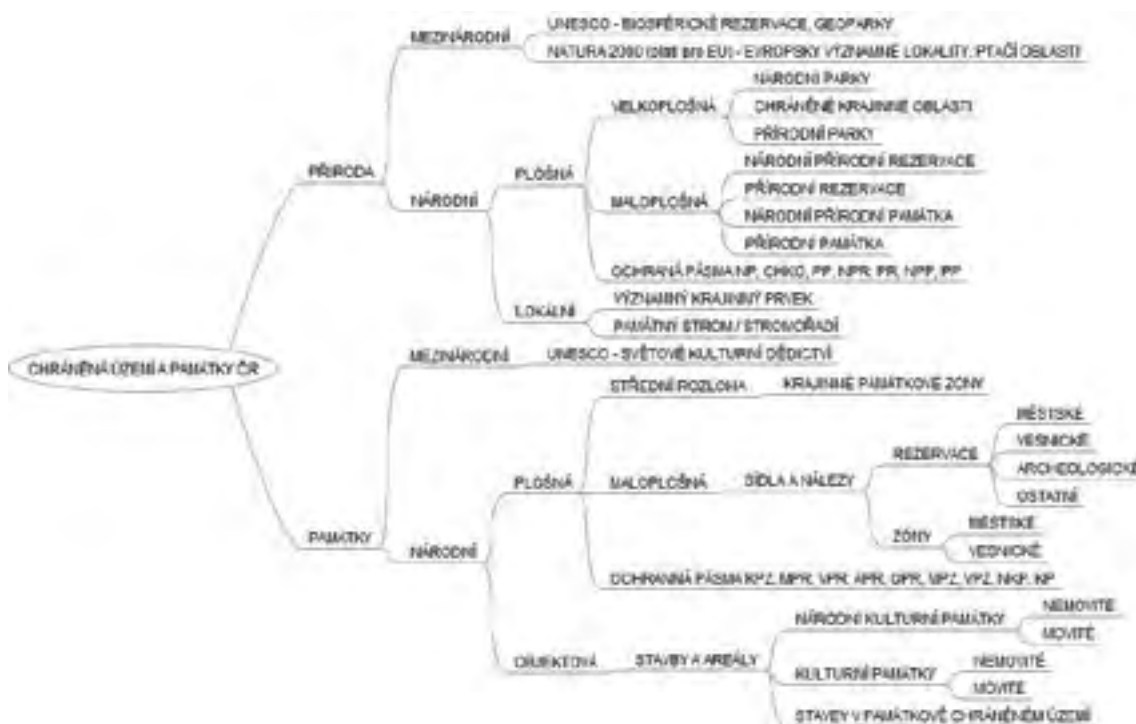 UNESCO - BIOSFÉRICKÉ REZERVACE, GEOPARKY
MEZINÁRODNÍ
NATURA 2000 (platí pro EU) - EVROPSKY VÝZNAMNÉ LOKALITY, PTAČÍ OBLASTI
NÁRODNÍ PARKY
VELKOPLOŠNÁ
CHRÁNĚNÉ KRAJINNÉ OBLASTI
PŘÍRODNÍ PARKY
PŘÍRODA
PLOŠNÁ
NÁRODNÍ PŘÍRODNÍ REZERVACE
PŘÍRODNÍ REZERVACE
NÁRODNÍ
MALOPLOŠNÁ
NÁRODNÍ PŘÍRODNÍ PAMÁTKA
PŘÍRODNÍ PAMÁTKA
OCHRANÁ PÁSMA NP, CHKO, PP, NPR, PR, NPP, PP
LOKÁLNÍ
VÝZNAMNÝ KRAJINNÝ PRVEK
PAMÁTNÝ STROM / STROMOŘADÍ
CHRÁNĚNÁ ÚZEMÍ A PAMÁTKY ČR
MEZINÁRODNÍ
UNESCO - SVĚTOVÉ KULTURNÍ DĚDICTVÍ
STŘEDNÍ ROZLOHA
KRAJINNÉ PAMÁTKOVÉ ZÓNY
MĚSTSKÉ
REZERVACE
VESNICKÉ
ARCHEOLOGICKÉ
PLOŠNÁ
MALOPLOŠNÁ
SÍDLA A NÁLEZY
OSTATNÍ
PAMÁTKY
NÁRODNÍ
ZÓNY
MĚSTSKÉ
VESNICKÉ
OCHRANNÁ PÁSMA KPZ, MPR, VPR, APR, OPR, MPZ, VPZ, NKP, KP
NÁRODNÍ KULTURNÍ PAMÁTKY
NEMOVITÉ
MOVITÉ
OBJEKTOVÁ
STAVBY A AREÁLY
KULTURNÍ PAMÁTKY
NEMOVITÉ
MOVITÉ
STAVBY V PAMÁTKOVĚ CHRÁNĚNÉM ÚZEMÍ